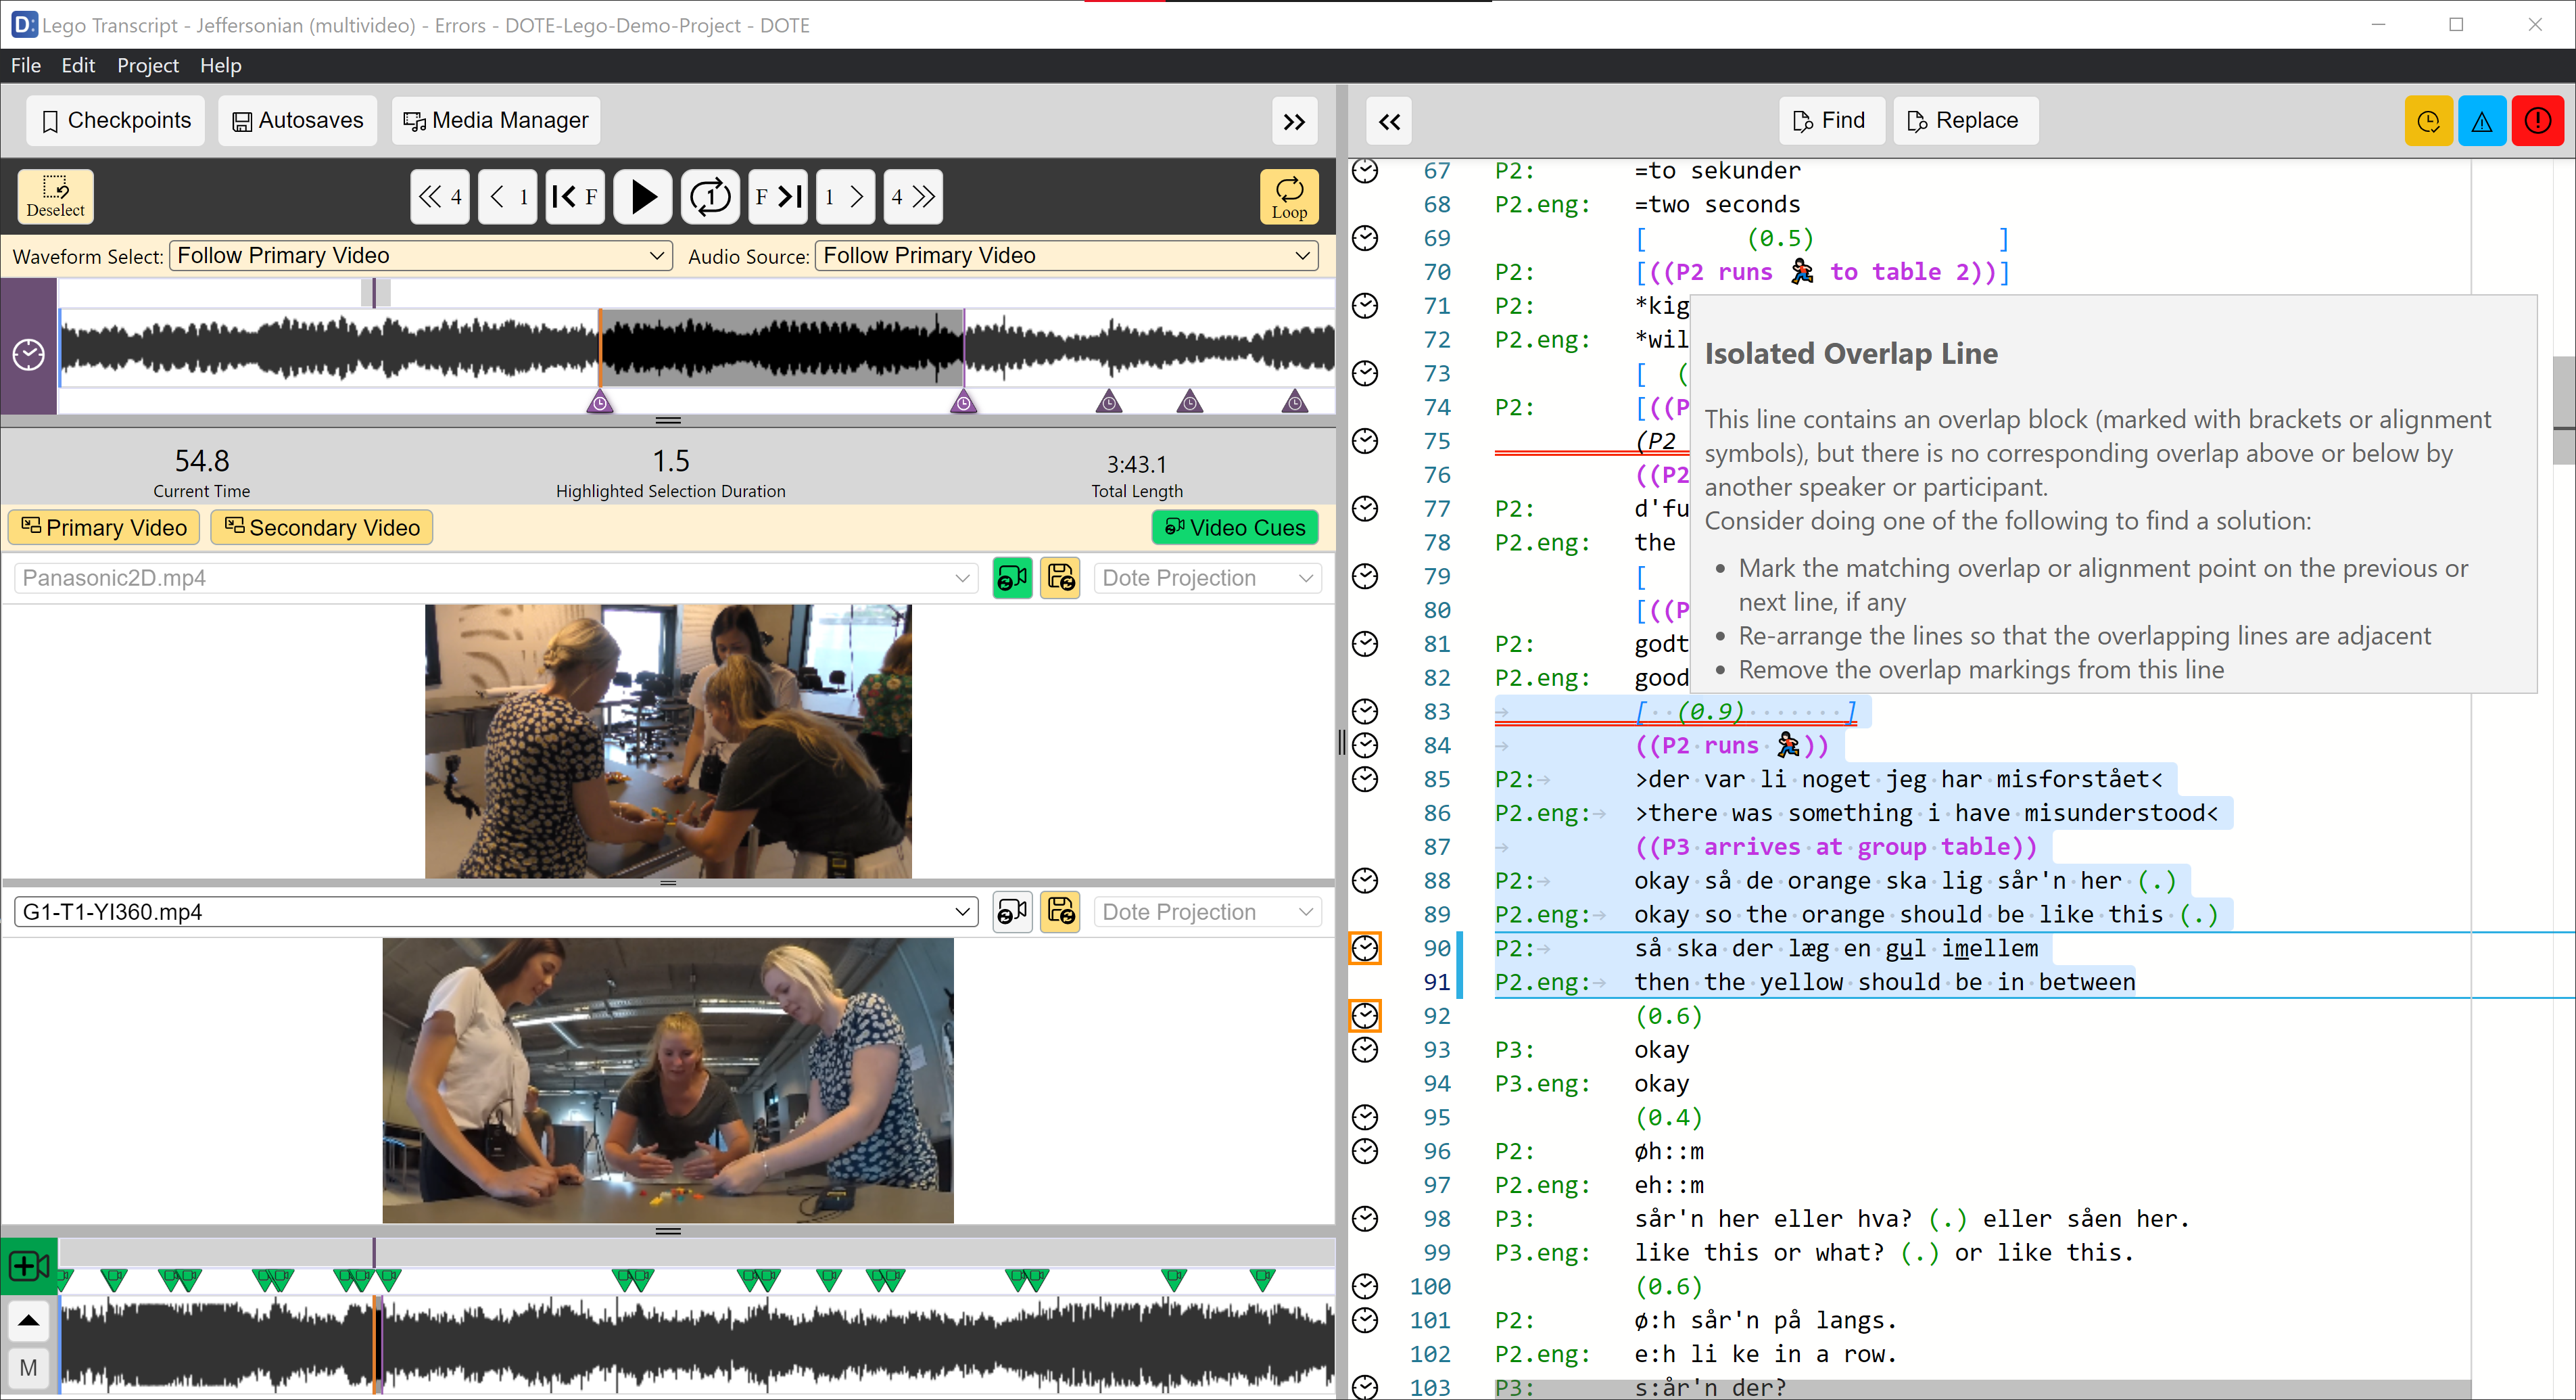 Lego Transcript - Jeffersonian (multivideo) - Errors - DOTE-Lego-Demo-Project - DOTE
File Edit Project Help
Checkpoints Autosaves Media Manager
Find Replace
Deselect
4 1 F 1 F 1 4
Loop
Waveform Select: Follow Primary Video Audio Source: Follow Primary Video
54.8 1.5 3:43.1
Current Time Highlighted Selection Duration Total Length
Primary Video Secondary Video Video Cues
Panasonic2D.mp4 Dote Projection
G1-T1-YI360.mp4 Dote Projection
M
67 P2: =to sekunder
68 P2.eng: =two seconds
69 [ (0.5) ]
70 P2: [((P2 runs 🏃 to table 2))]
71 P2: *kig
72 P2.eng: *wil
73 [ (
74 P2: [((P
75 (P2
76 ((P2
77 P2: d'fu
78 P2.eng: the
79 [
80 [((P
81 P2: godt
82 P2.eng: good
Isolated Overlap Line
This line contains an overlap block (marked with brackets or alignment
symbols), but there is no corresponding overlap above or below by
another speaker or participant.
Consider doing one of the following to find a solution:
• Mark the matching overlap or alignment point on the previous or
next line, if any
• Re-arrange the lines so that the overlapping lines are adjacent
• Remove the overlap markings from this line
83 [ (0.9) ]
84 ((P2 runs 🏃))
85 P2: >der var li noget jeg har misforstået<
86 P2.eng: >there was something i have misunderstood<
87 ((P3 arrives at group table))
88 P2: okay så de orange ska lig sår'n her (.)
89 P2.eng: okay so the orange should be like this (.)
90 P2: så ska der læg en gul imellem
91 P2.eng: then the yellow should be in between
92 (0.6)
93 P3: okay
94 P3.eng: okay
95 (0.4)
96 P2: øh::m
97 P2.eng: eh::m
98 P3: sår'n her eller hva? (.) eller såen her.
99 P3.eng: like this or what? (.) or like this.
100 (0.6)
101 P2: ø:h sår'n på langs.
102 P2.eng: e:h li ke in a row.
103 P3: s:år'n der?